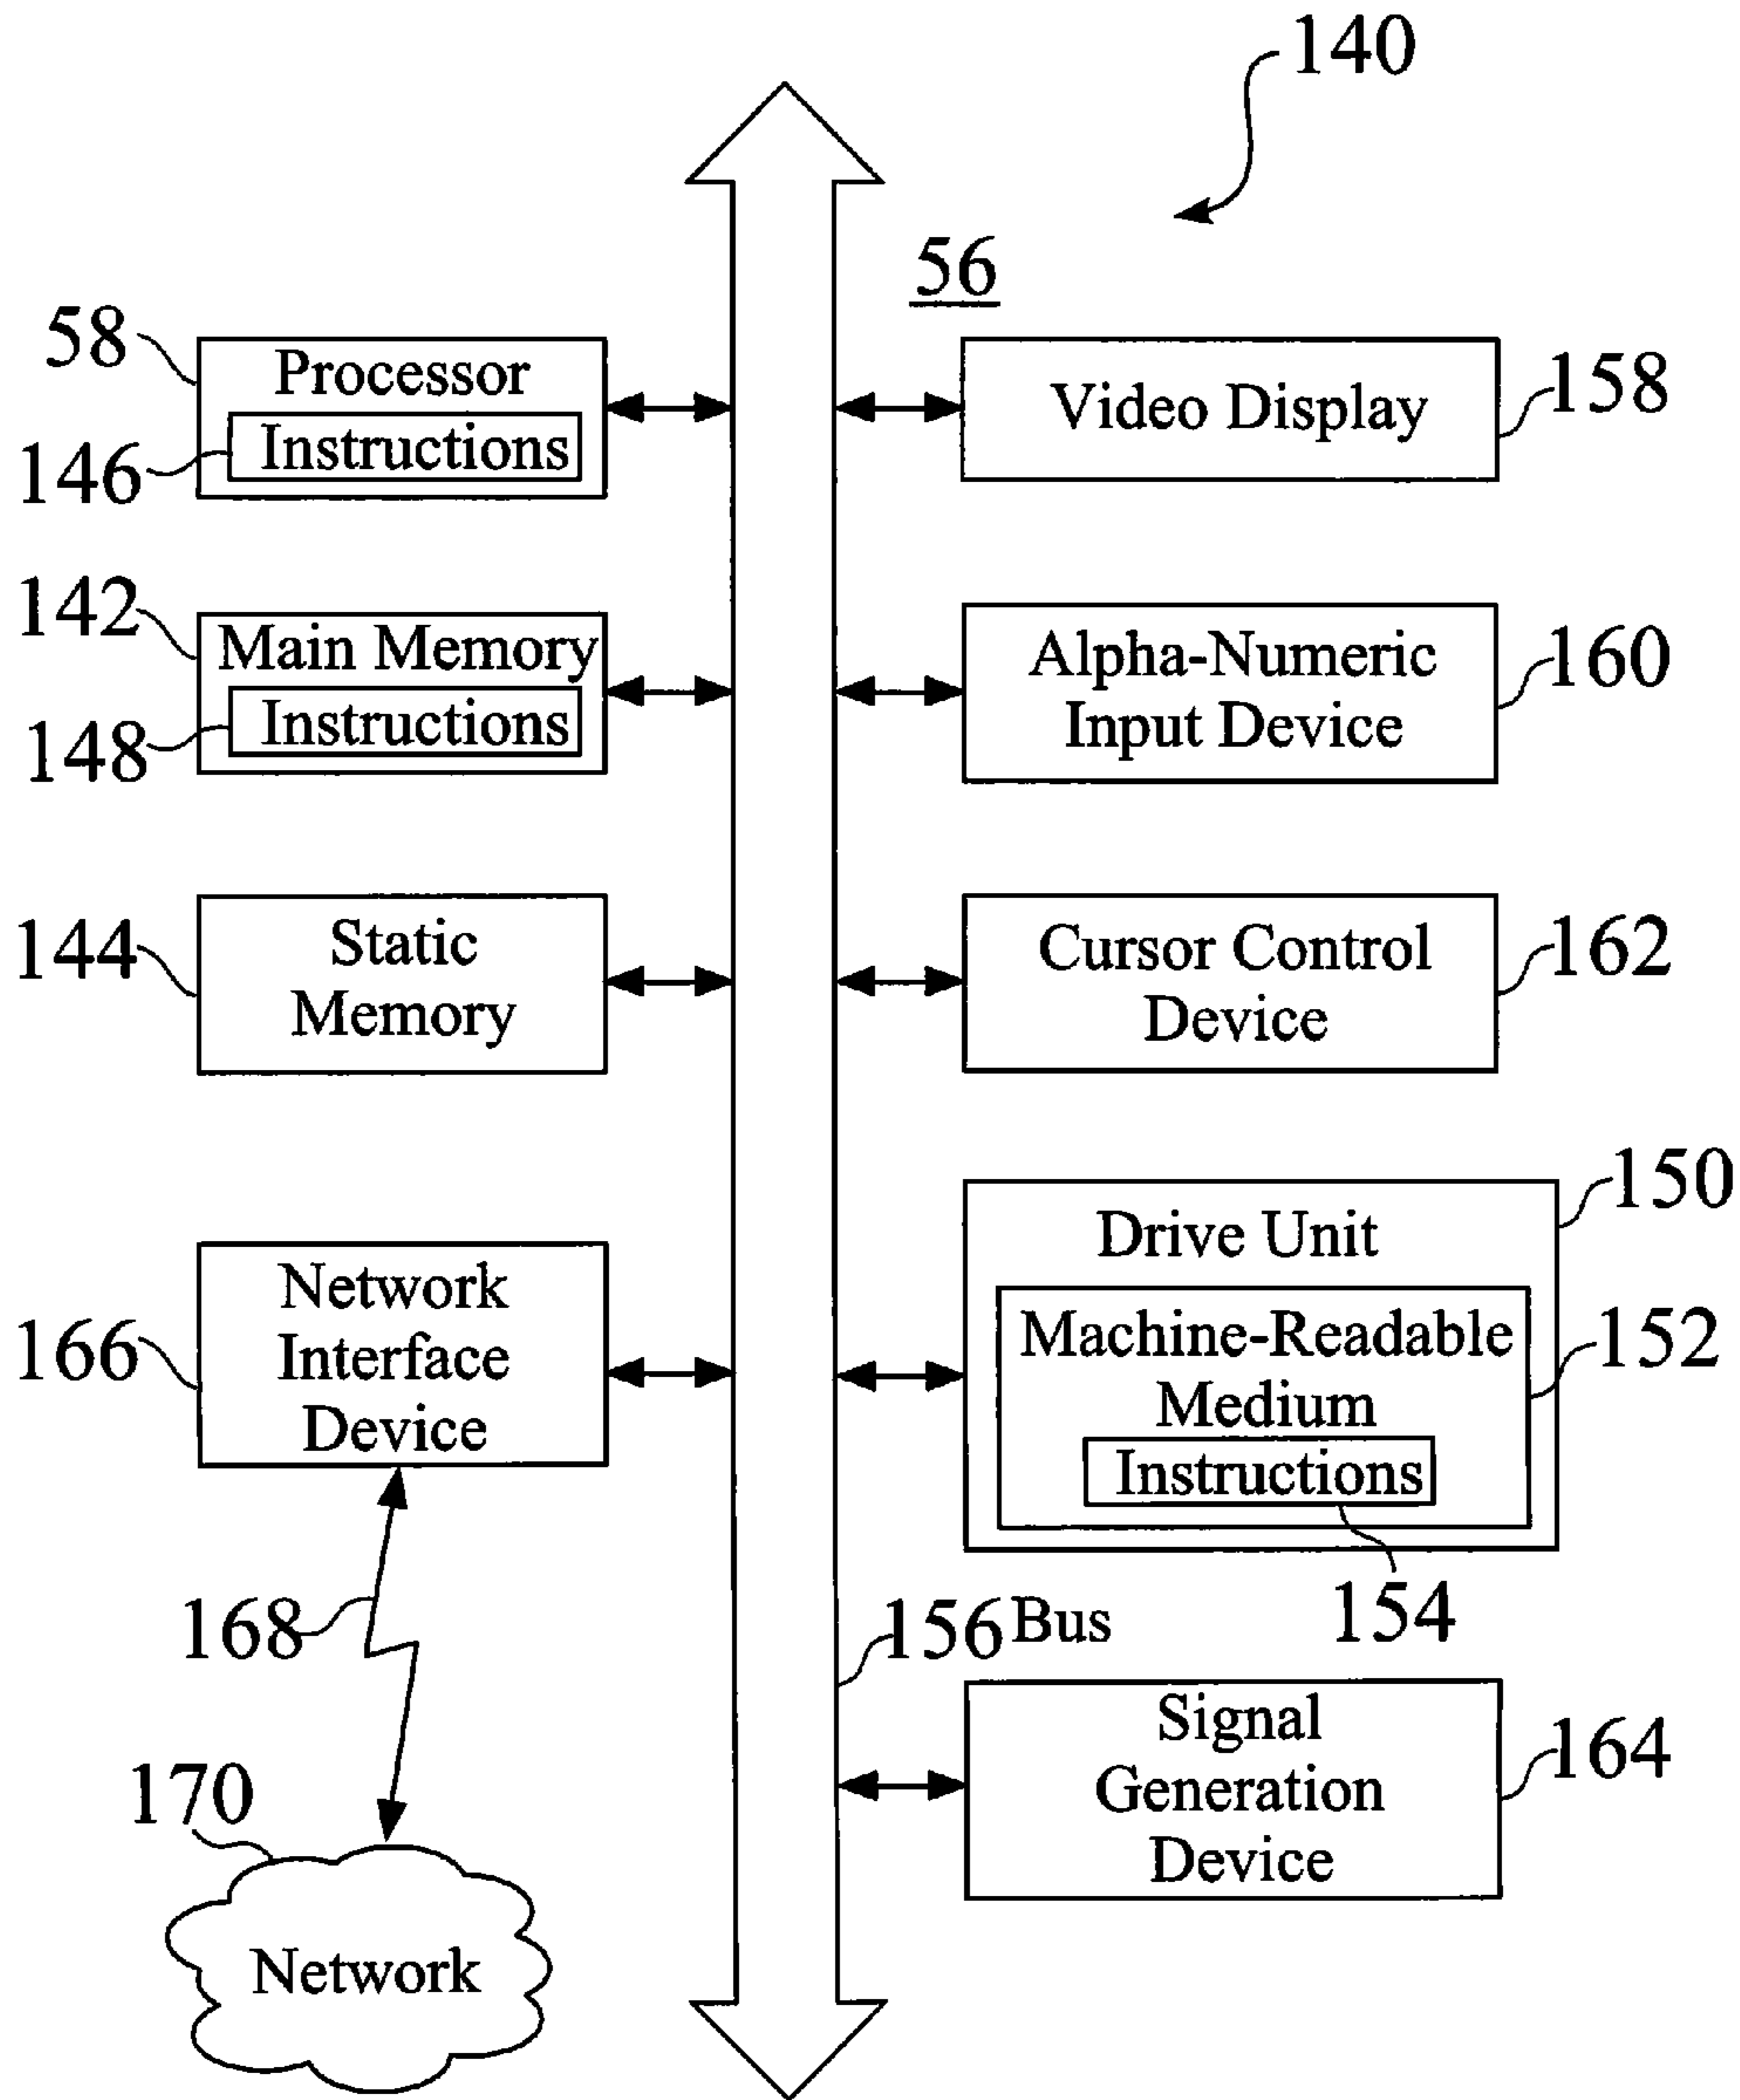 140
56
58
Processor
146
Instructions
Video Display
158
142
Main Memory
148
Instructions
Alpha-Numeric
Input Device
160
144
Static
Memory
Cursor Control
Device
162
166
Network
Interface
Device
150
Drive Unit
Machine-Readable
Medium
152
Instructions
154
168
156 Bus
Signal
Generation
Device
164
170
Network